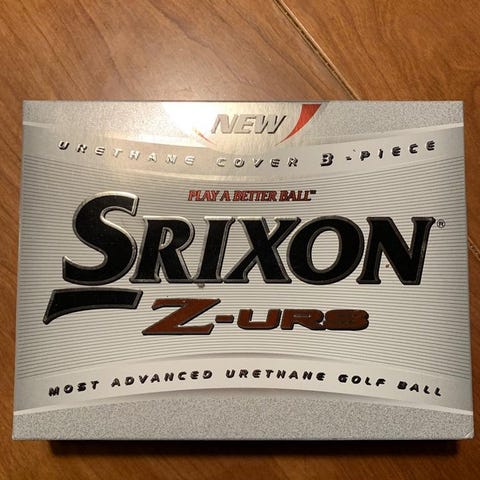 NEW
URETHANE COVER 3-PIECE
PLAY A BETTER BALL™
SRIXON®
Z-URS
MOST ADVANCED URETHANE GOLF BALL